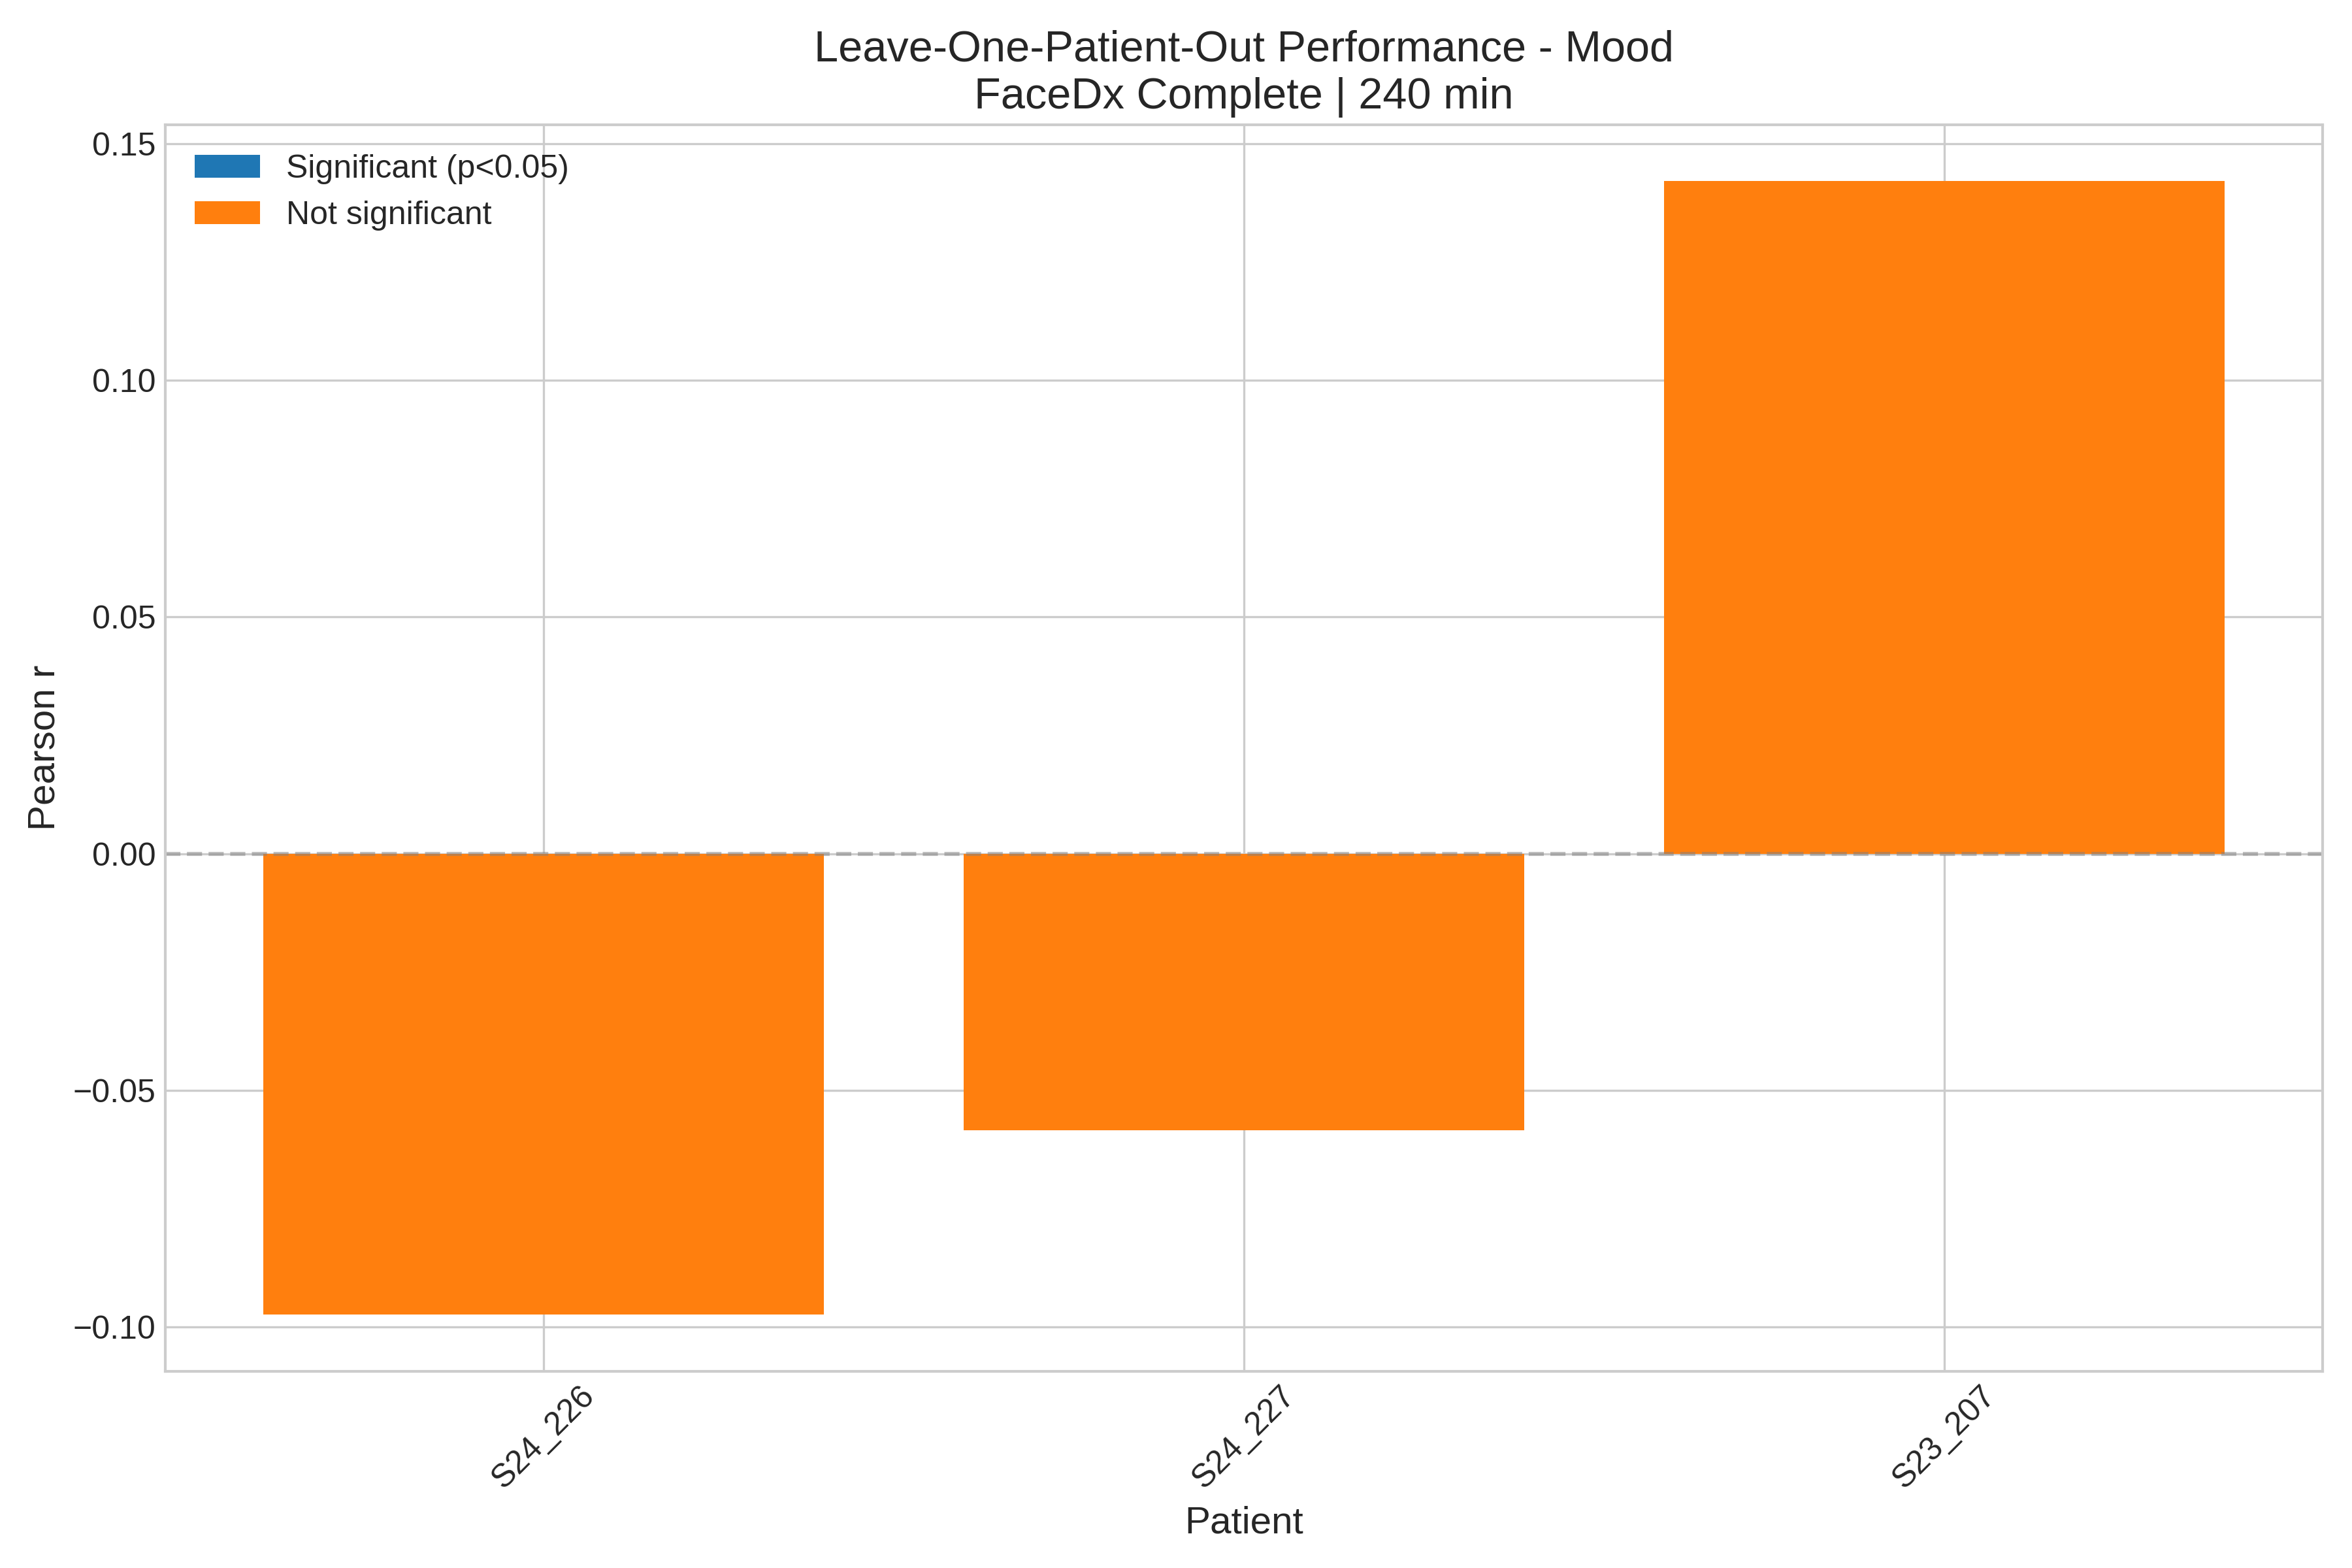 Leave-One-Patient-Out Performance - Mood
FaceDx Complete | 240 min
Significant (p<0.05)
Not significant
0.15
0.10
0.05
0.00
−0.05
−0.10
Pearson r
S24_226
S24_227
S23_207
Patient